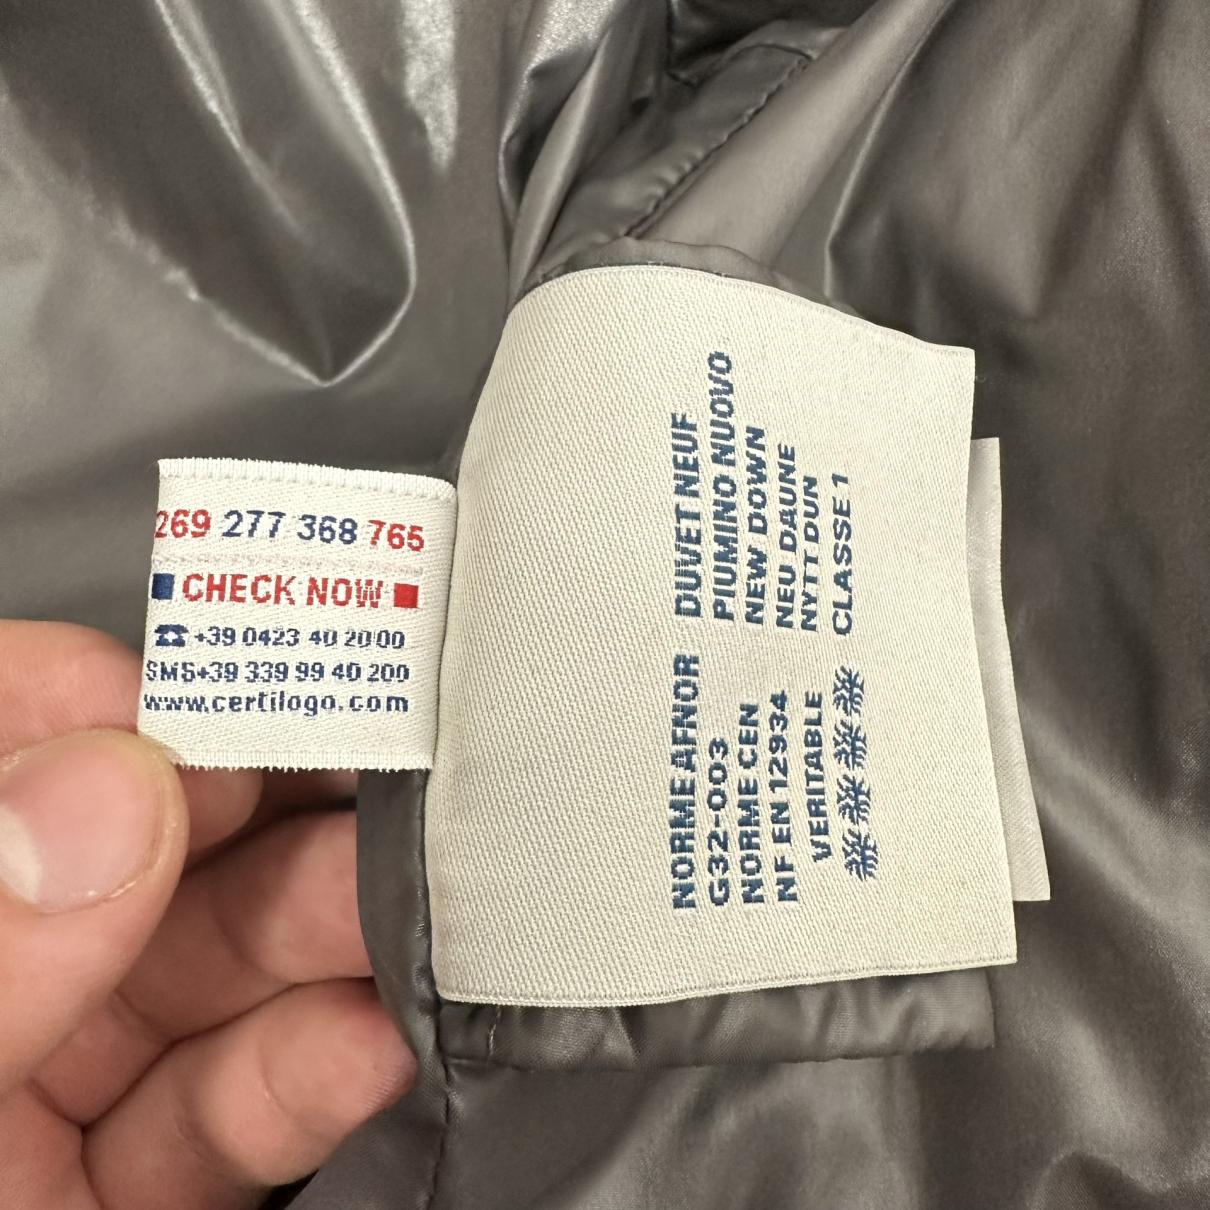 269 277 368 765
CHECK NOW
☎ +39 0423 40 20 00
SMS+39 339 99 40 200
www.certilogo.com
NORME AFNOR DUVET NEUF
G32-003 PIUMINO NUOVO
NORME CEN NEW DOWN
NF EN 12934 NEU DAUNE
VERITABLE NYTT DUN
CLASSE 1